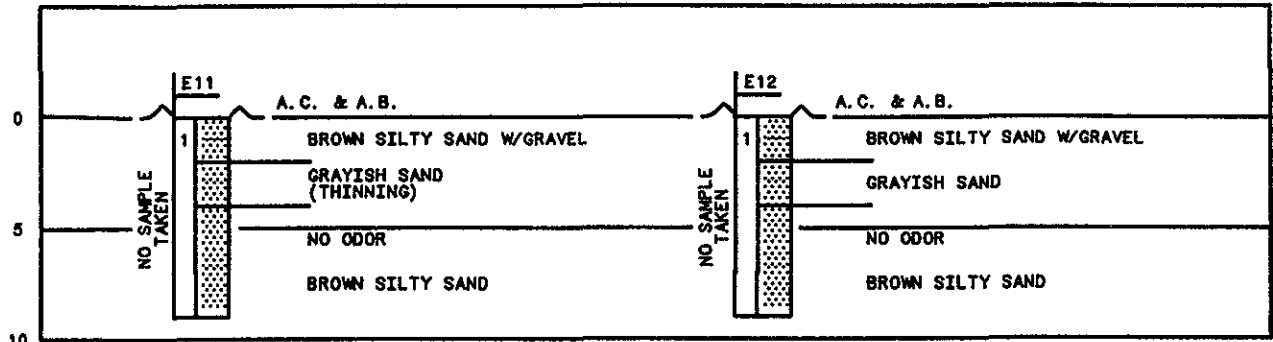 E11
A.C. & A.B.
0
1
BROWN SILTY SAND W/GRAVEL
GRAYISH SAND
(THINNING)
NO SAMPLE
TAKEN
5
NO ODOR
BROWN SILTY SAND
10
E12
A.C. & A.B.
1
BROWN SILTY SAND W/GRAVEL
GRAYISH SAND
NO SAMPLE
TAKEN
NO ODOR
BROWN SILTY SAND